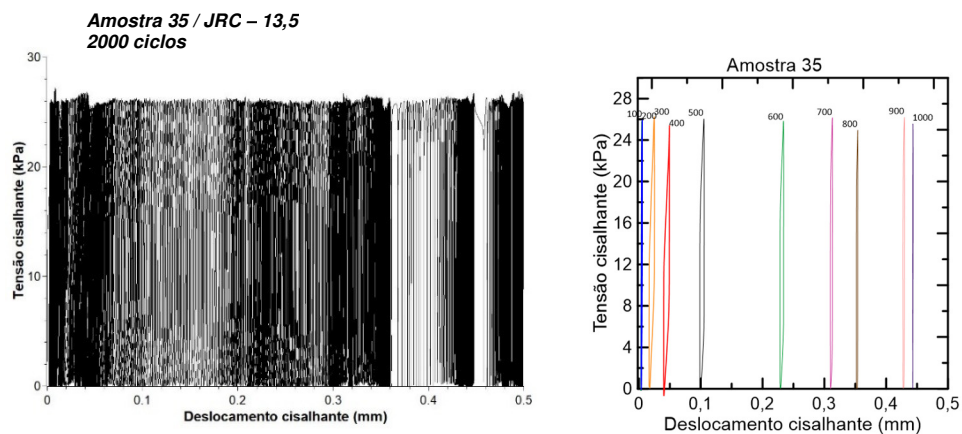 Amostra 35 / JRC – 13,5
2000 ciclos
30
20
10
0
Tensão cisalhante (kPa)
0 0.1 0.2 0.3 0.4 0.5
Deslocamento cisalhante (mm)
Amostra 35
28
24
20
16
12
8
4
0
Tensão cisalhante (kPa)
100 200 300 400 500 600 700 800 900 1000
0 0,1 0,2 0,3 0,4 0,5
Deslocamento cisalhante (mm)